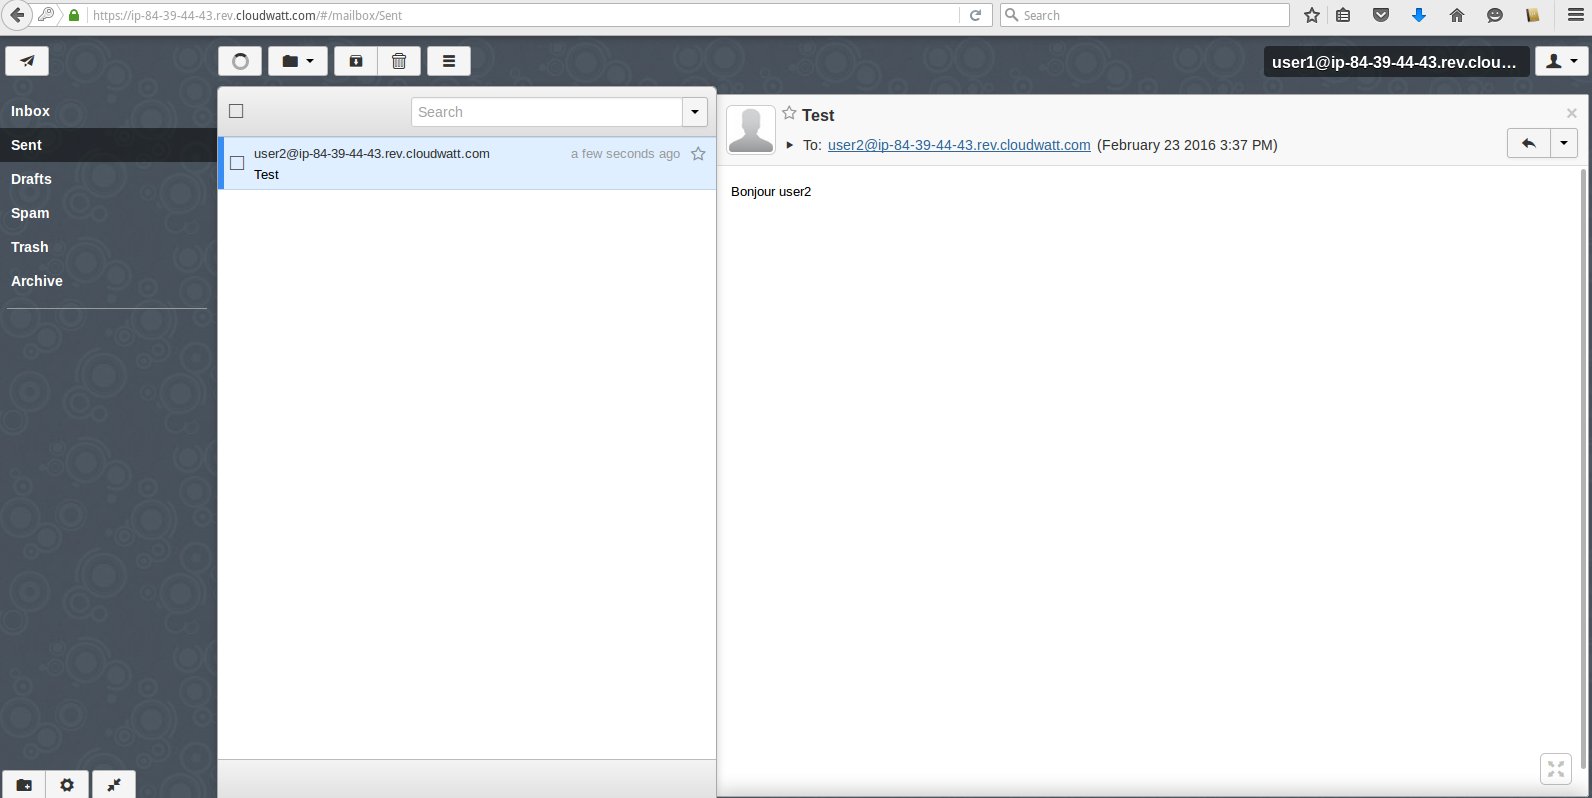 https://ip-84-39-44-43.rev.cloudwatt.com/#/mailbox/Sent
Search
user1@ip-84-39-44-43.rev.clou...
Inbox
Sent
Drafts
Spam
Trash
Archive
Search
user2@ip-84-39-44-43.rev.cloudwatt.com a few seconds ago
Test
Test
To: user2@ip-84-39-44-43.rev.cloudwatt.com (February 23 2016 3:37 PM)
Bonjour user2